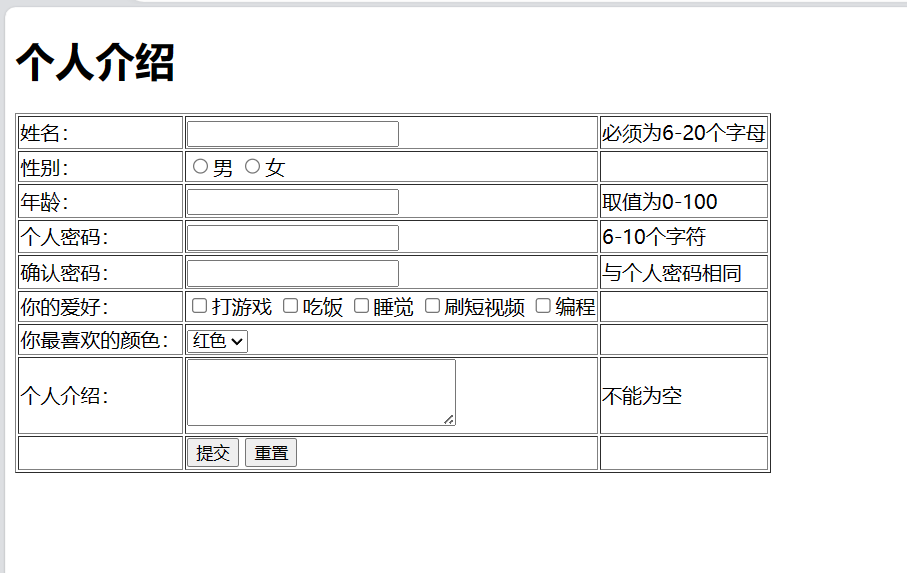 个人介绍
姓名： 必须为6-20个字母
性别： 男 女
年龄： 取值为0-100
个人密码： 6-10个字符
确认密码： 与个人密码相同
你的爱好： 打游戏 吃饭 睡觉 刷短视频 编程
你最喜欢的颜色： 红色
个人介绍： 不能为空
提交 重置